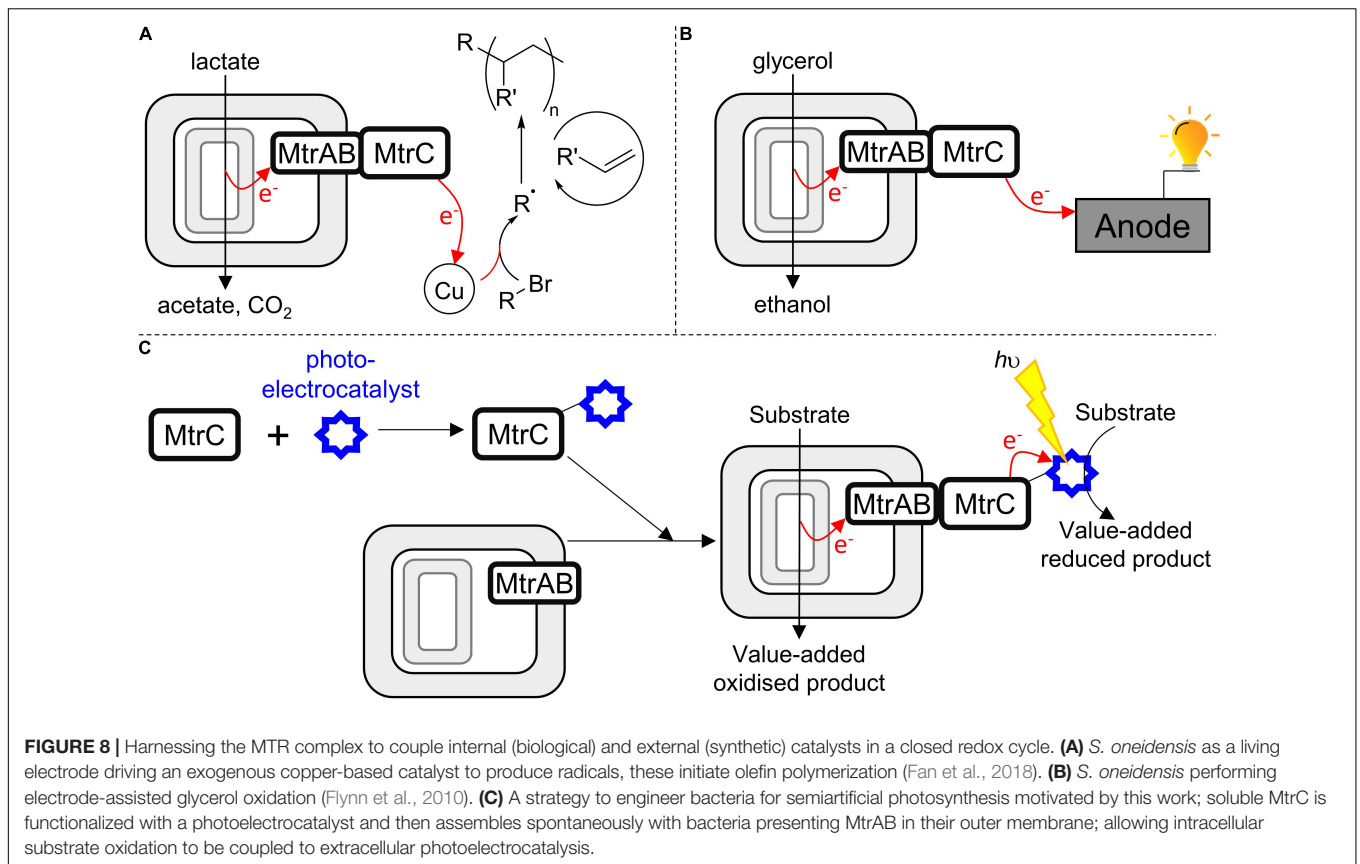 A
lactate
MtrAB
MtrC
e-
e-
acetate, CO2
Cu
R
R'
n
R'
R•
R
Br
B
glycerol
MtrAB
MtrC
e-
e-
Anode
ethanol
C
photo-
electrocatalyst
MtrC
+
MtrC
MtrAB
Substrate
MtrAB
MtrC
e-
e-
hυ
Substrate
Value-added
reduced product
Value-added
oxidised product
FIGURE 8 | Harnessing the MTR complex to couple internal (biological) and external (synthetic) catalysts in a closed redox cycle. (A) S. oneidensis as a living
electrode driving an exogenous copper-based catalyst to produce radicals, these initiate olefin polymerization (Fan et al., 2018). (B) S. oneidensis performing
electrode-assisted glycerol oxidation (Flynn et al., 2010). (C) A strategy to engineer bacteria for semiartificial photosynthesis motivated by this work; soluble MtrC is
functionalized with a photoelectrocatalyst and then assembles spontaneously with bacteria presenting MtrAB in their outer membrane; allowing intracellular
substrate oxidation to be coupled to extracellular photoelectrocatalysis.